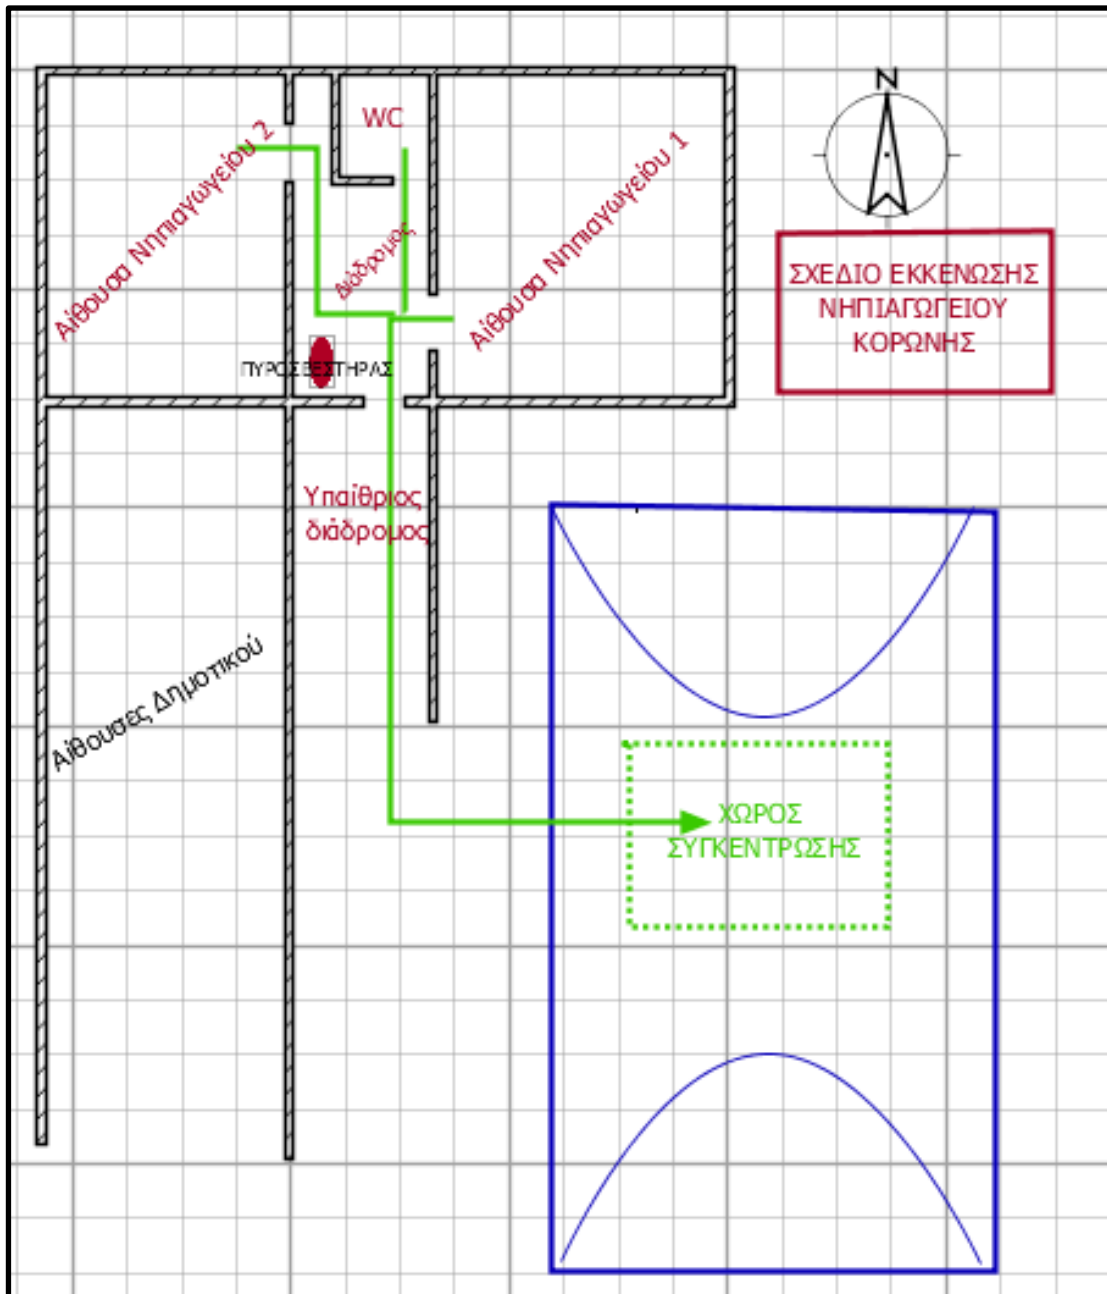 N
WC
Αίθουσα Νηπιαγωγείου 2
Διάδρομος
Αίθουσα Νηπιαγωγείου 1
ΣΧΕΔΙΟ ΕΚΚΕΝΩΣΗΣ
ΝΗΠΙΑΓΩΓΕΙΟΥ
ΚΟΡΩΝΗΣ
ΠΥΡΟΣΒΕΣΤΗΡΑΣ
Υπαίθριος
διάδρομος
Αίθουσες Δημοτικού
ΧΩΡΟΣ
ΣΥΓΚΕΝΤΡΩΣΗΣ